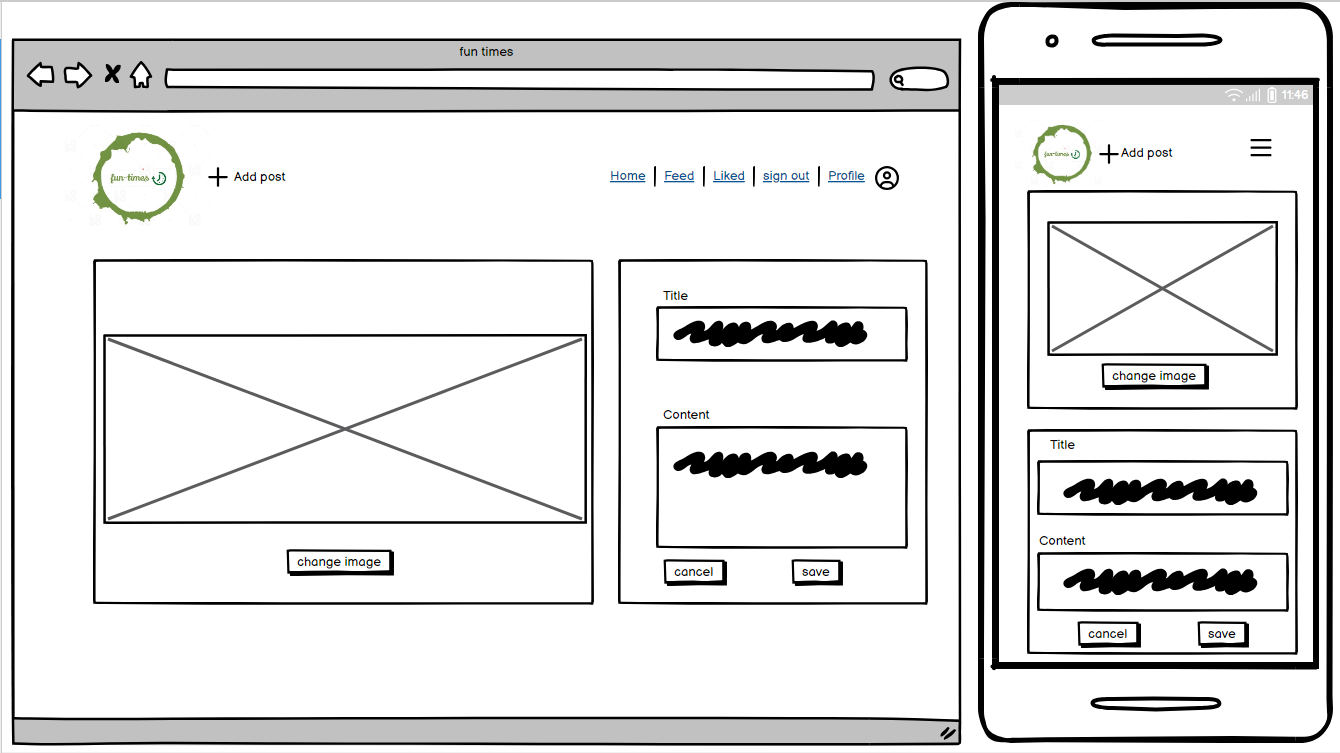 fun times
fun-times
Add post
Home
Feed
Liked
sign out
Profile
change image
Title
Content
cancel
save
11:46
fun-times
Add post
change image
Title
Content
cancel
save